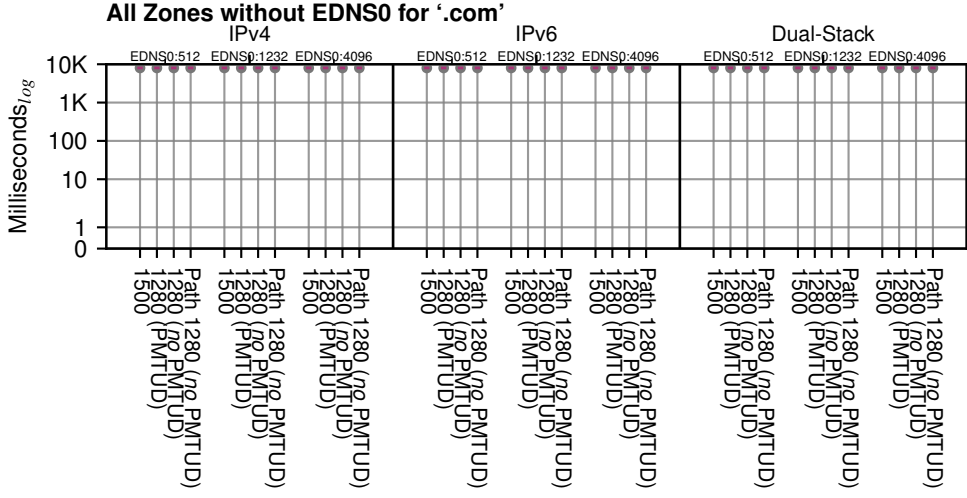 All Zones without EDNS0 for ‘.com’
IPv4
IPv6
Dual-Stack
EDNS0:512
EDNS0:1232
EDNS0:4096
EDNS0:512
EDNS0:1232
EDNS0:4096
EDNS0:512
EDNS0:1232
EDNS0:4096
Milliseconds log
10K
1K
100
10
1
0
1500
1280 (PMTUD)
1280 (no PMTUD)
Path 1280 (no PMTUD)
1500
1280 (PMTUD)
1280 (no PMTUD)
Path 1280 (no PMTUD)
1500
1280 (PMTUD)
1280 (no PMTUD)
Path 1280 (no PMTUD)
1500
1280 (PMTUD)
1280 (no PMTUD)
Path 1280 (no PMTUD)
1500
1280 (PMTUD)
1280 (no PMTUD)
Path 1280 (no PMTUD)
1500
1280 (PMTUD)
1280 (no PMTUD)
Path 1280 (no PMTUD)
1500
1280 (PMTUD)
1280 (no PMTUD)
Path 1280 (no PMTUD)
1500
1280 (PMTUD)
1280 (no PMTUD)
Path 1280 (no PMTUD)
1500
1280 (PMTUD)
1280 (no PMTUD)
Path 1280 (no PMTUD)